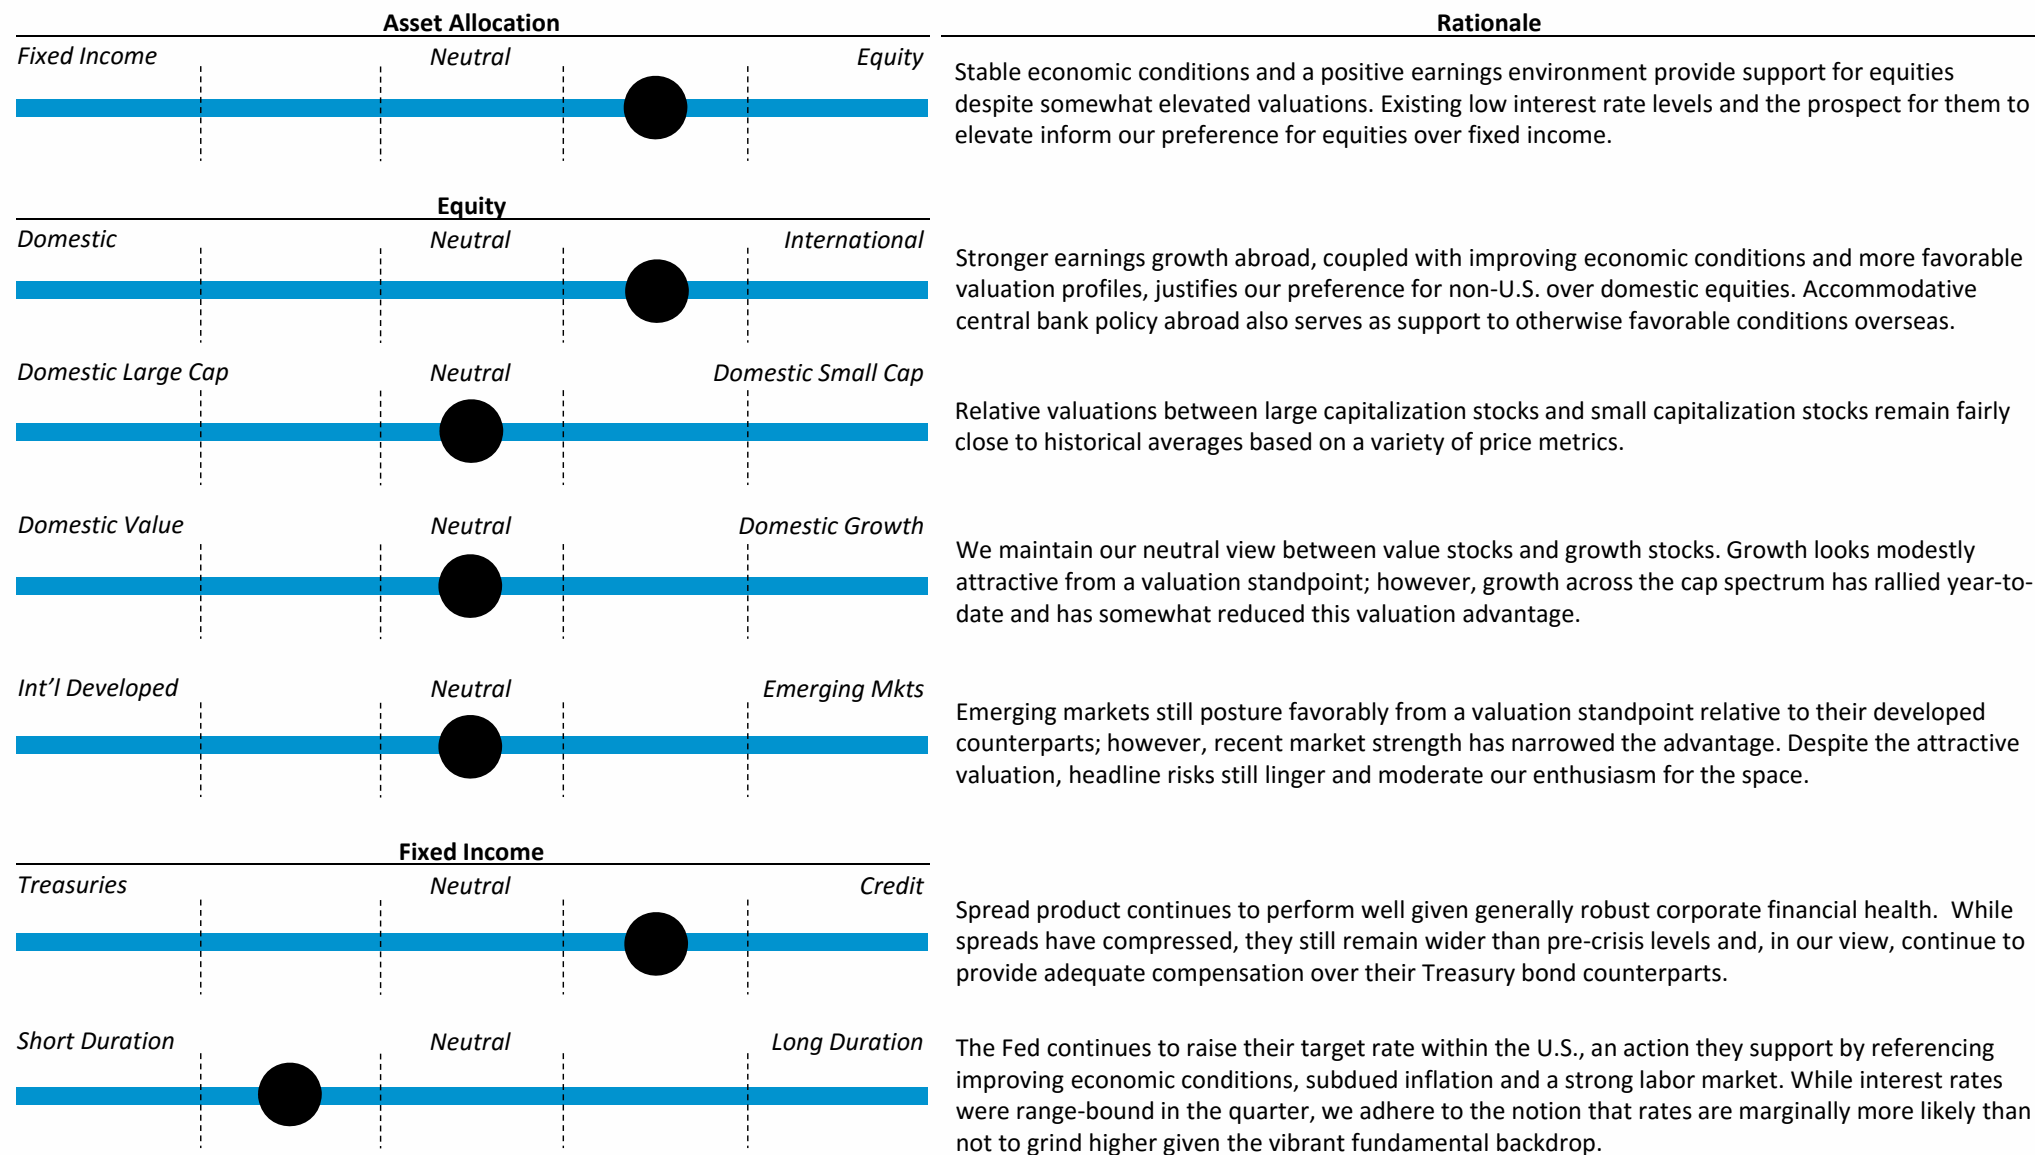 Asset Allocation
Rationale
Fixed Income Neutral Equity
Stable economic conditions and a positive earnings environment provide support for equities
despite somewhat elevated valuations. Existing low interest rate levels and the prospect for them to
elevate inform our preference for equities over fixed income.
Equity
Domestic Neutral International
Stronger earnings growth abroad, coupled with improving economic conditions and more favorable
valuation profiles, justifies our preference for non-U.S. over domestic equities. Accommodative
central bank policy abroad also serves as support to otherwise favorable conditions overseas.
Domestic Large Cap Neutral Domestic Small Cap
Relative valuations between large capitalization stocks and small capitalization stocks remain fairly
close to historical averages based on a variety of price metrics.
Domestic Value Neutral Domestic Growth
We maintain our neutral view between value stocks and growth stocks. Growth looks modestly
attractive from a valuation standpoint; however, growth across the cap spectrum has rallied year-to-
date and has somewhat reduced this valuation advantage.
Int’l Developed Neutral Emerging Mkts
Emerging markets still posture favorably from a valuation standpoint relative to their developed
counterparts; however, recent market strength has narrowed the advantage. Despite the attractive
valuation, headline risks still linger and moderate our enthusiasm for the space.
Fixed Income
Treasuries Neutral Credit
Spread product continues to perform well given generally robust corporate financial health.  While
spreads have compressed, they still remain wider than pre-crisis levels and, in our view, continue to
provide adequate compensation over their Treasury bond counterparts.
Short Duration Neutral Long Duration
The Fed continues to raise their target rate within the U.S., an action they support by referencing
improving economic conditions, subdued inflation and a strong labor market. While interest rates
were range-bound in the quarter, we adhere to the notion that rates are marginally more likely than
not to grind higher given the vibrant fundamental backdrop.